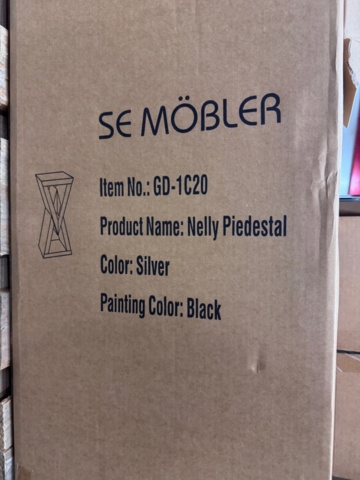 SE MÖBLER
Item No.: GD-1C20
Product Name: Nelly Piedestal
Color: Silver
Painting Color: Black